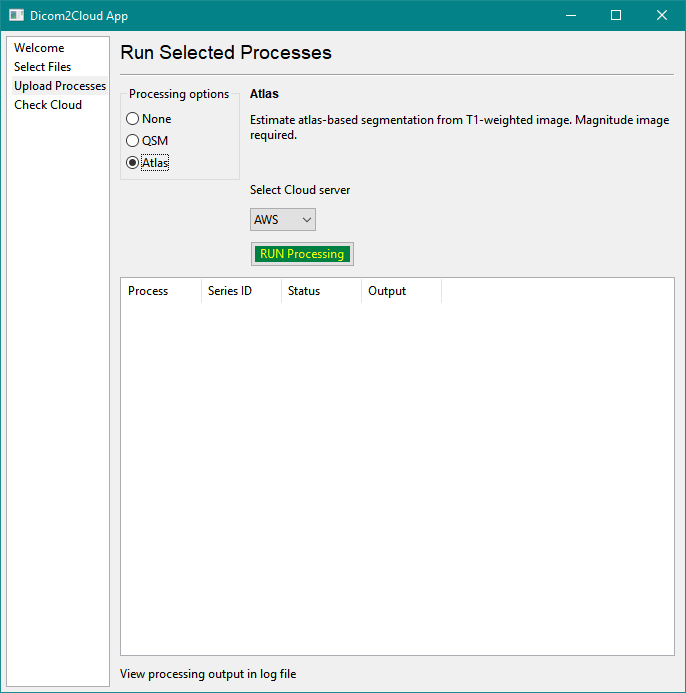 Dicom2Cloud App
Welcome
Select Files
Upload Processes
Check Cloud
Run Selected Processes
Processing options
None
QSM
Atlas
Atlas
Estimate atlas-based segmentation from T1-weighted image. Magnitude image
required.
Select Cloud server
AWS
RUN Processing
Process Series ID Status Output
View processing output in log file